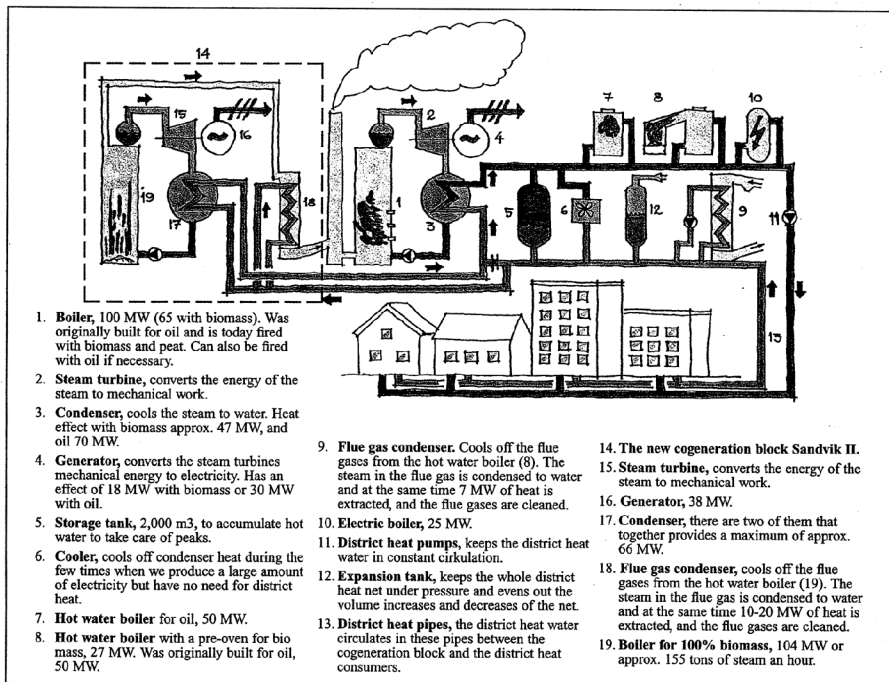 14
15
16
2
4
7
8
10
19
17
18
1
3
5
6
12
9
11
13
1. Boiler, 100 MW (65 with biomass). Was
originally built for oil and is today fired
with biomass and peat. Can also be fired
with oil if necessary.
2. Steam turbine, converts the energy of the
steam to mechanical work.
3. Condenser, cools the steam to water. Heat
effect with biomass approx. 47 MW, and
oil 70 MW.
4. Generator, converts the steam turbines
mechanical energy to electricity. Has an
effect of 18 MW with biomass or 30 MW
with oil.
5. Storage tank, 2,000 m3, to accumulate hot
water to take care of peaks.
6. Cooler, cools off condenser heat during the
few times when we produce a large amount
of electricity but have no need for district
heat.
7. Hot water boiler for oil, 50 MW.
8. Hot water boiler with a pre-oven for bio
mass, 27 MW. Was originally built for oil,
50 MW.
9. Flue gas condenser. Cools off the flue
gases from the hot water boiler (8). The
steam in the flue gas is condensed to water
and at the same time 7 MW of heat is
extracted, and the flue gases are cleaned.
10. Electric boiler, 25 MW.
11. District heat pumps, keeps the district heat
water in constant cirkulation.
12. Expansion tank, keeps the whole district
heat net under pressure and evens out the
volume increases and decreases of the net.
13. District heat pipes, the district heat water
circulates in these pipes between the
cogeneration block and the district heat
consumers.
14. The new cogeneration block Sandvik II.
15. Steam turbine, converts the energy of the
steam to mechanical work.
16. Generator, 38 MW.
17. Condenser, there are two of them that
together provides a maximum of approx.
66 MW.
18. Flue gas condenser, cools off the flue
gases from the hot water boiler (19). The
steam in the flue gas is condensed to water
and at the same time 10-20 MW of heat is
extracted, and the flue gases are cleaned.
19. Boiler for 100% biomass, 104 MW or
approx. 155 tons of steam an hour.